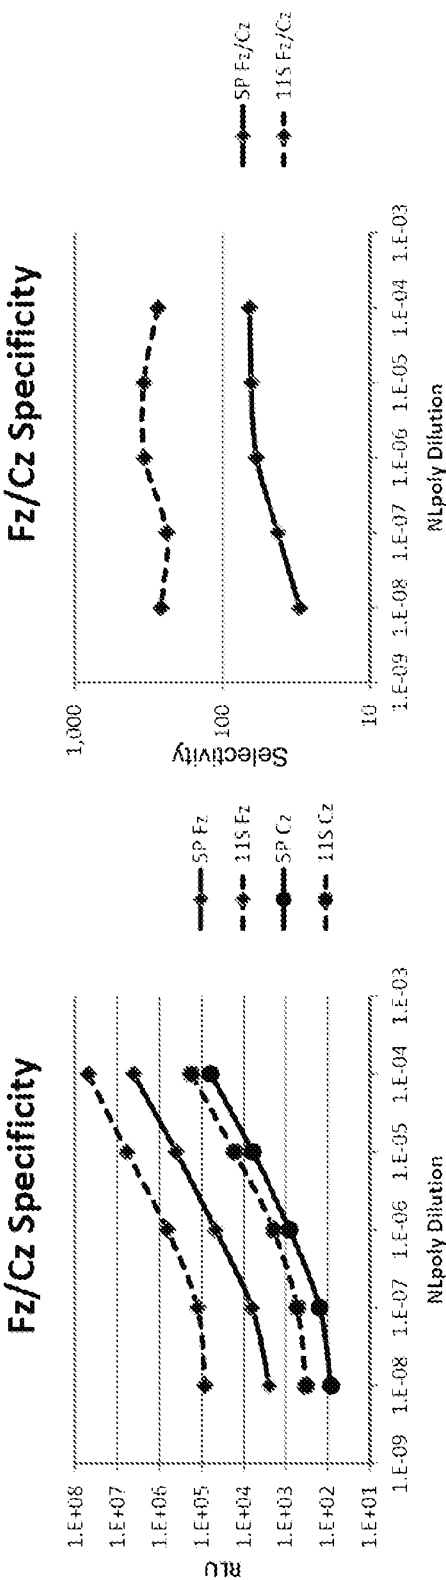 Fz/Cz Specificity
RLU
1.E+08
1.E+07
1.E+06
1.E+05
1.E+04
1.E+03
1.E+02
1.E+01
1.E-09
1.E-08
1.E-07
1.E-06
1.E-05
1.E-04
1.E-03
NLpoly Dilution
5P Fz
11S Fz
5P Cz
11S Cz
Fz/Cz Specificity
Selectivity
1,000
100
10
1.E-09
1.E-08
1.E-07
1.E-06
1.E-05
1.E-04
1.E-03
NLpoly Dilution
5P Fz/Cz
11S Fz/Cz